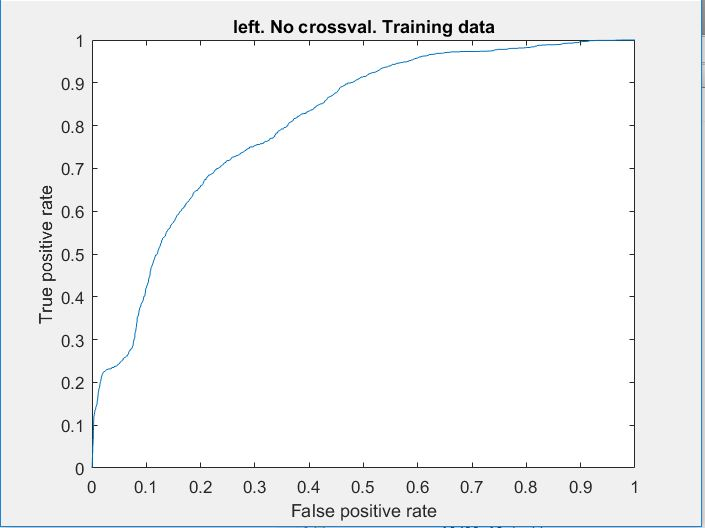 left. No crossval. Training data
1
0.9
0.8
0.7
0.6
0.5
0.4
0.3
0.2
0.1
0
True positive rate
0 0.1 0.2 0.3 0.4 0.5 0.6 0.7 0.8 0.9 1
False positive rate